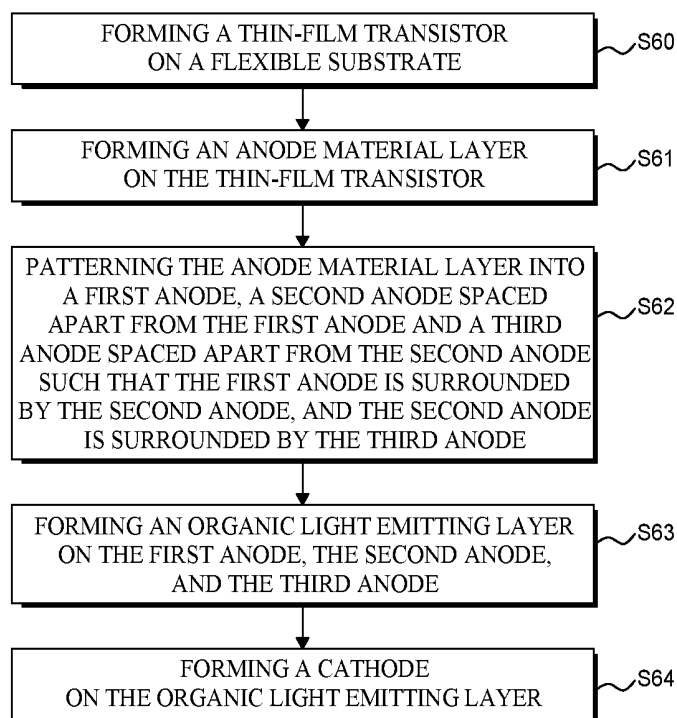 FORMING A THIN-FILM TRANSISTOR
ON A FLEXIBLE SUBSTRATE
S60
FORMING AN ANODE MATERIAL LAYER
ON THE THIN-FILM TRANSISTOR
S61
PATTERNING THE ANODE MATERIAL LAYER INTO
A FIRST ANODE, A SECOND ANODE SPACED
APART FROM THE FIRST ANODE AND A THIRD
ANODE SPACED APART FROM THE SECOND ANODE
SUCH THAT THE FIRST ANODE IS SURROUNDED
BY THE SECOND ANODE, AND THE SECOND ANODE
IS SURROUNDED BY THE THIRD ANODE
S62
FORMING AN ORGANIC LIGHT EMITTING LAYER
ON THE FIRST ANODE, THE SECOND ANODE,
AND THE THIRD ANODE
S63
FORMING A CATHODE
ON THE ORGANIC LIGHT EMITTING LAYER
S64